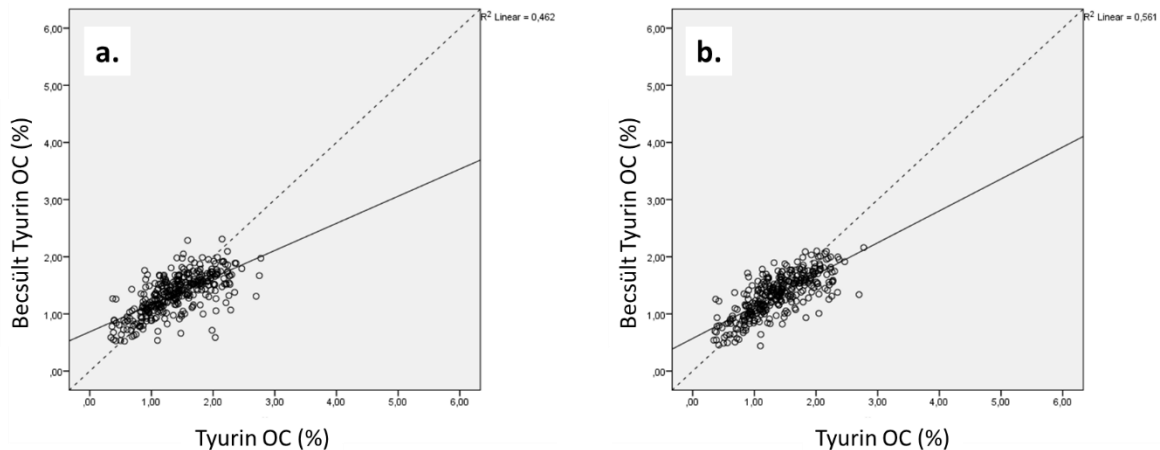 R² Linear = 0,462
a.
6,00
5,00
4,00
3,00
2,00
1,00
,00
Becsült Tyurin OC (%)
,00 1,00 2,00 3,00 4,00 5,00 6,00
Tyurin OC (%)
R² Linear = 0,561
b.
6,00
5,00
4,00
3,00
2,00
1,00
,00
Becsült Tyurin OC (%)
,00 1,00 2,00 3,00 4,00 5,00 6,00
Tyurin OC (%)